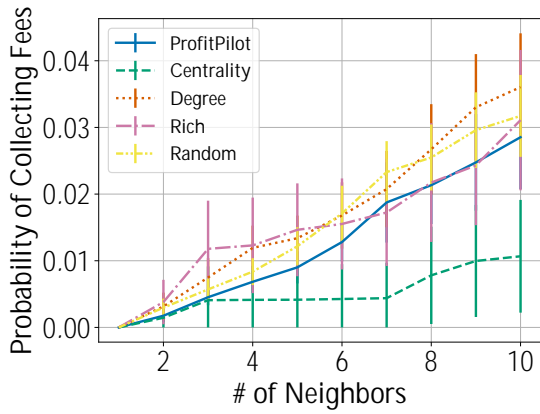 Probability of Collecting Fees
0.04
0.03
0.02
0.01
0.00
ProfitPilot
Centrality
Degree
Rich
Random
2 4 6 8 10
# of Neighbors